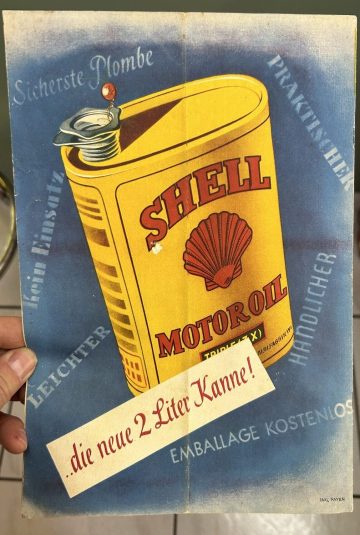 Sicherste Plombe
PRAKTISCHER
Kein Einsatz
SHELL
MOTOR OIL
HANDLICHER
LEICHTER
..die neue 2 Liter Kanne!
EMBALLAGE KOSTENLOS